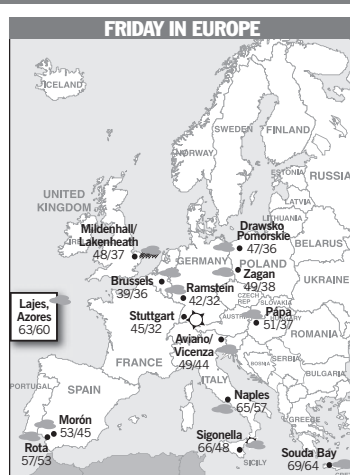 FRIDAY IN EUROPE
ICELAND
SWEDEN
FINLAND
NORWAY
RUSSIA
ESTONIA
LATVIA
LITHUANIA
UNITED
KINGDOM
Mildenhall/
Lakenheath
48/37
Drawsko
Pomorskie
47/36
BELARUS
GERMANY
POLAND
Zagan
49/38
Brussels
39/36
Ramstein
42/32
UKRAINE
CZECH
REP.
SLOVAKIA
Lajes,
Azores
63/60
Stuttgart
45/32
Pápa
51/37
HUNGARY
ROMANIA
Aviano/
Vicenza
49/44
FRANCE
BOSNIA
SERBIA
BULGARIA
ITALY
PORTUGAL
SPAIN
Naples
65/57
GREECE
Morón
53/45
Rota
57/53
Sigonella
66/48
SICILY
Souda Bay
69/64